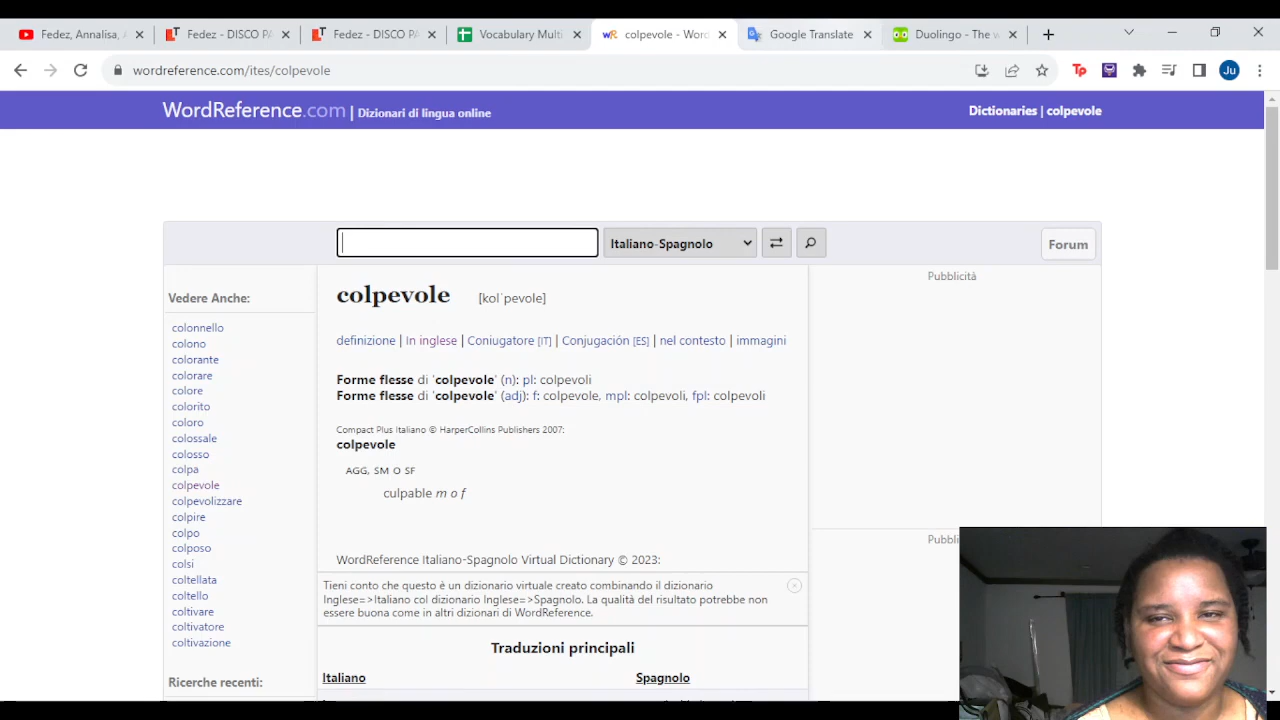 Fedez, Annalisa, A
Fedez - DISCO PA
Fedez - DISCO PA
Vocabulary Multi
wR colpevole - Word
Google Translate
Duolingo - The w
wordreference.com/ites/colpevole
Tp
Ju
WordReference.com | Dizionari di lingua online
Dictionaries | colpevole
Italiano-Spagnolo
Forum
Vedere Anche:
colonnello
colono
colorante
colorare
colore
colorito
coloro
colossale
colosso
colpa
colpevole
colpevolizzare
colpire
colpo
colposo
colsi
coltellata
coltello
coltivare
coltivatore
coltivazione
Ricerche recenti:
colpevole [kolˈpevole]
definizione | In inglese | Coniugatore [IT] | Conjugación [ES] | nel contesto | immagini
Forme flesse di 'colpevole' (n): pl: colpevoli
Forme flesse di 'colpevole' (adj): f: colpevole, mpl: colpevoli, fpl: colpevoli
Compact Plus Italiano © HarperCollins Publishers 2007:
colpevole
AGG, SM O SF
culpable m o f
WordReference Italiano-Spagnolo Virtual Dictionary © 2023:
Tieni conto che questo è un dizionario virtuale creato combinando il dizionario
Inglese=>Italiano col dizionario Inglese=>Spagnolo. La qualità del risultato potrebbe non
essere buona come in altri dizionari di WordReference.
Traduzioni principali
Italiano Spagnolo
Pubblicità